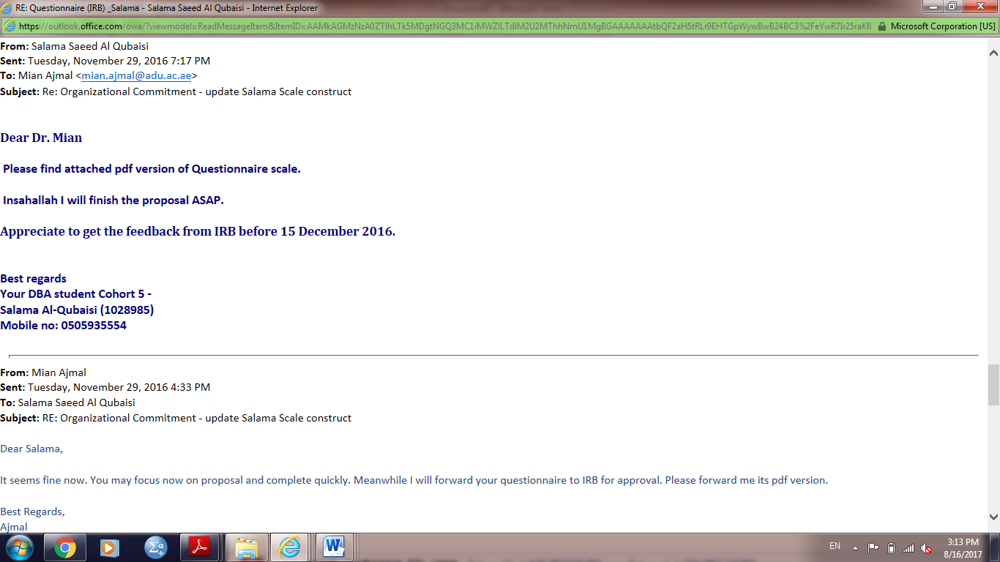 RE: Questionnaire (IRB) _Salama - Salama Saeed Al Qubaisi - Internet Explorer
Microsoft Corporation [US]
From: Salama Saeed Al Qubaisi
Sent: Tuesday, November 29, 2016 7:17 PM
To: Mian Ajmal <mian.ajmal@adu.ac.ae>
Subject: Re: Organizational Commitment - update Salama Scale construct
Dear Dr. Mian
Please find attached pdf version of Questionnaire scale.
Insahallah I will finish the proposal ASAP.
Appreciate to get the feedback from IRB before 15 December 2016.
Best regards
Your DBA student Cohort 5 -
Salama Al-Qubaisi (1028985)
Mobile no: 0505935554
From: Mian Ajmal
Sent: Tuesday, November 29, 2016 4:33 PM
To: Salama Saeed Al Qubaisi
Subject: RE: Organizational Commitment - update Salama Scale construct
Dear Salama,
It seems fine now. You may focus now on proposal and complete quickly. Meanwhile I will forward your questionnaire to IRB for approval. Please forward me its pdf version.
Best Regards,
Ajmal
EN
3:13 PM
8/16/2017